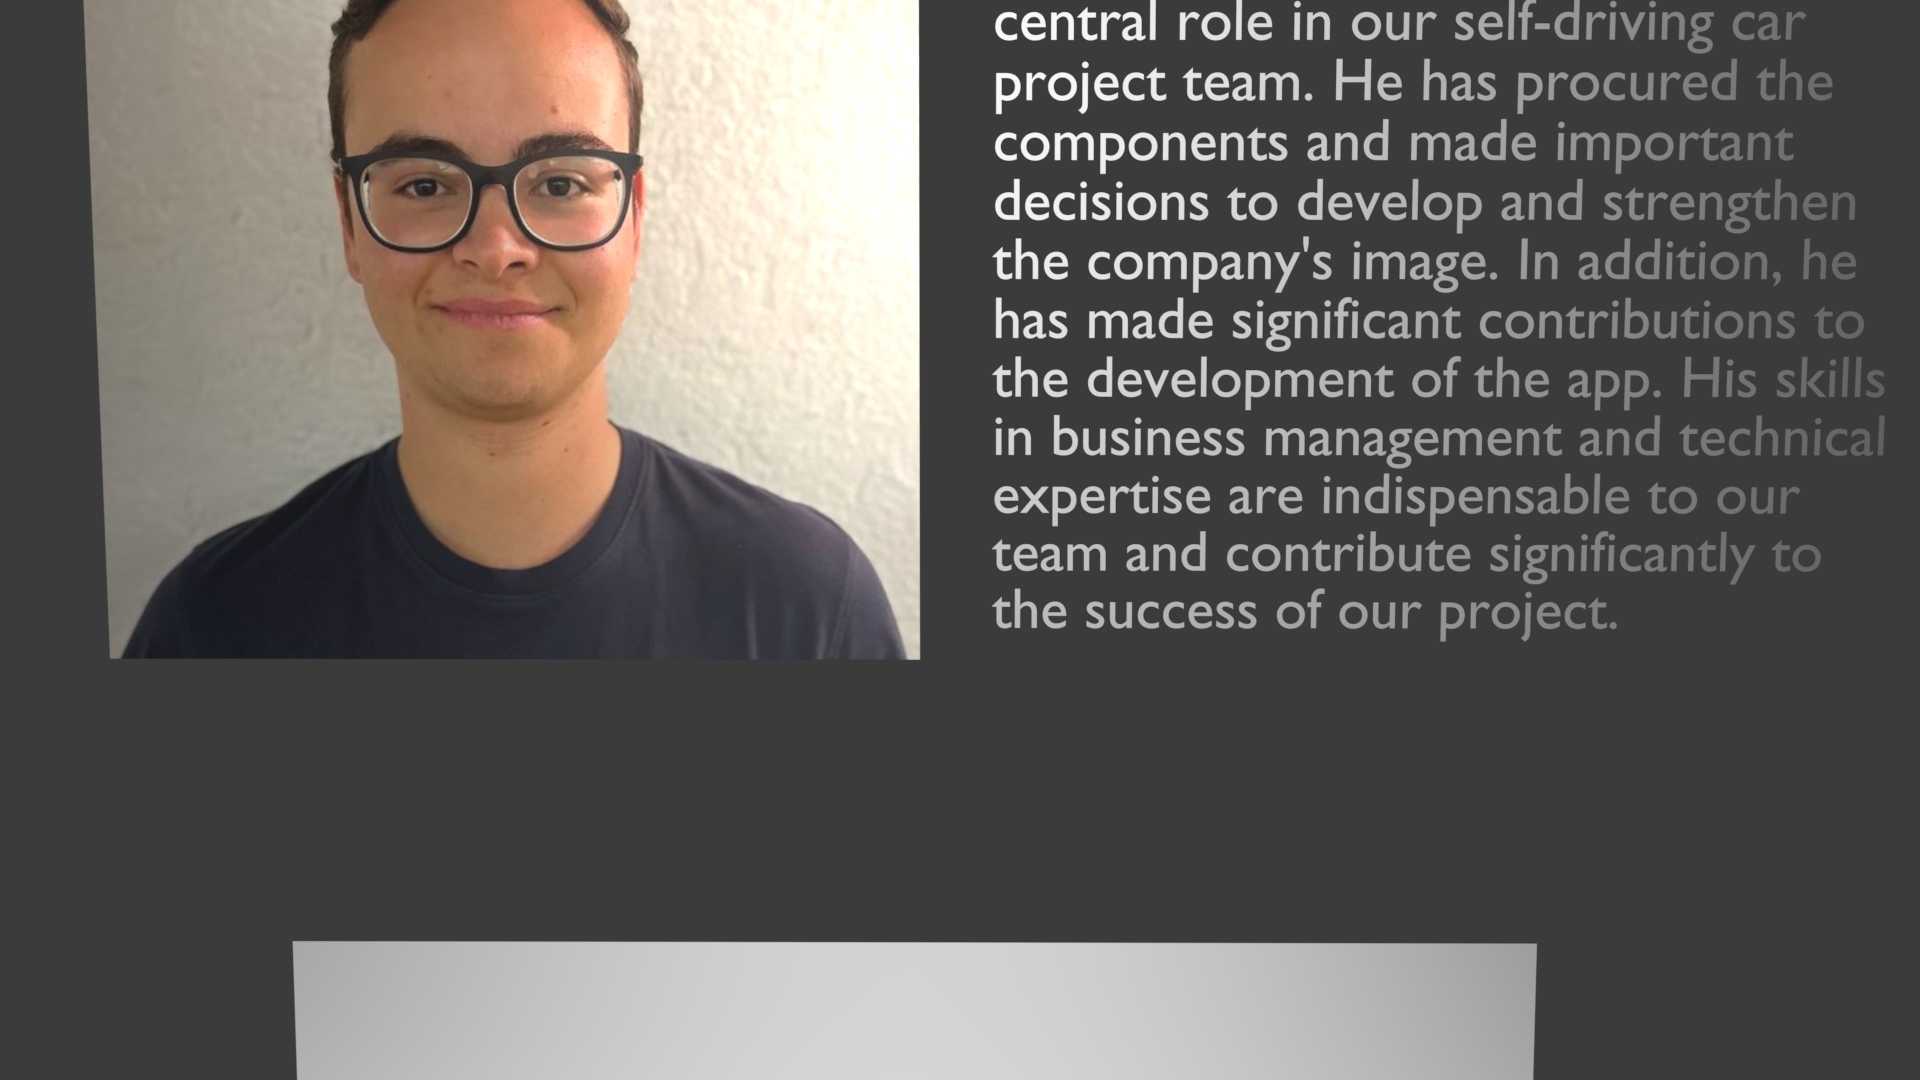 central role in our self-driving car
project team. He has procured the
components and made important
decisions to develop and strengthen
the company's image. In addition, he
has made significant contributions to
the development of the app. His skills
in business management and technical
expertise are indispensable to our
team and contribute significantly to
the success of our project.